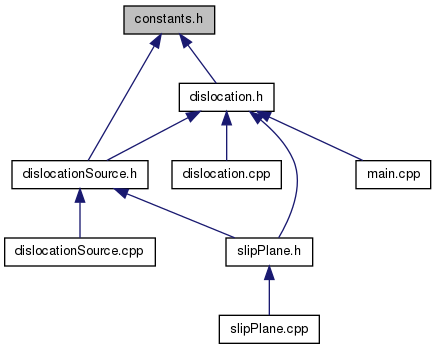 constants.h
dislocation.h
dislocationSource.h
dislocation.cpp
main.cpp
dislocationSource.cpp
slipPlane.h
slipPlane.cpp